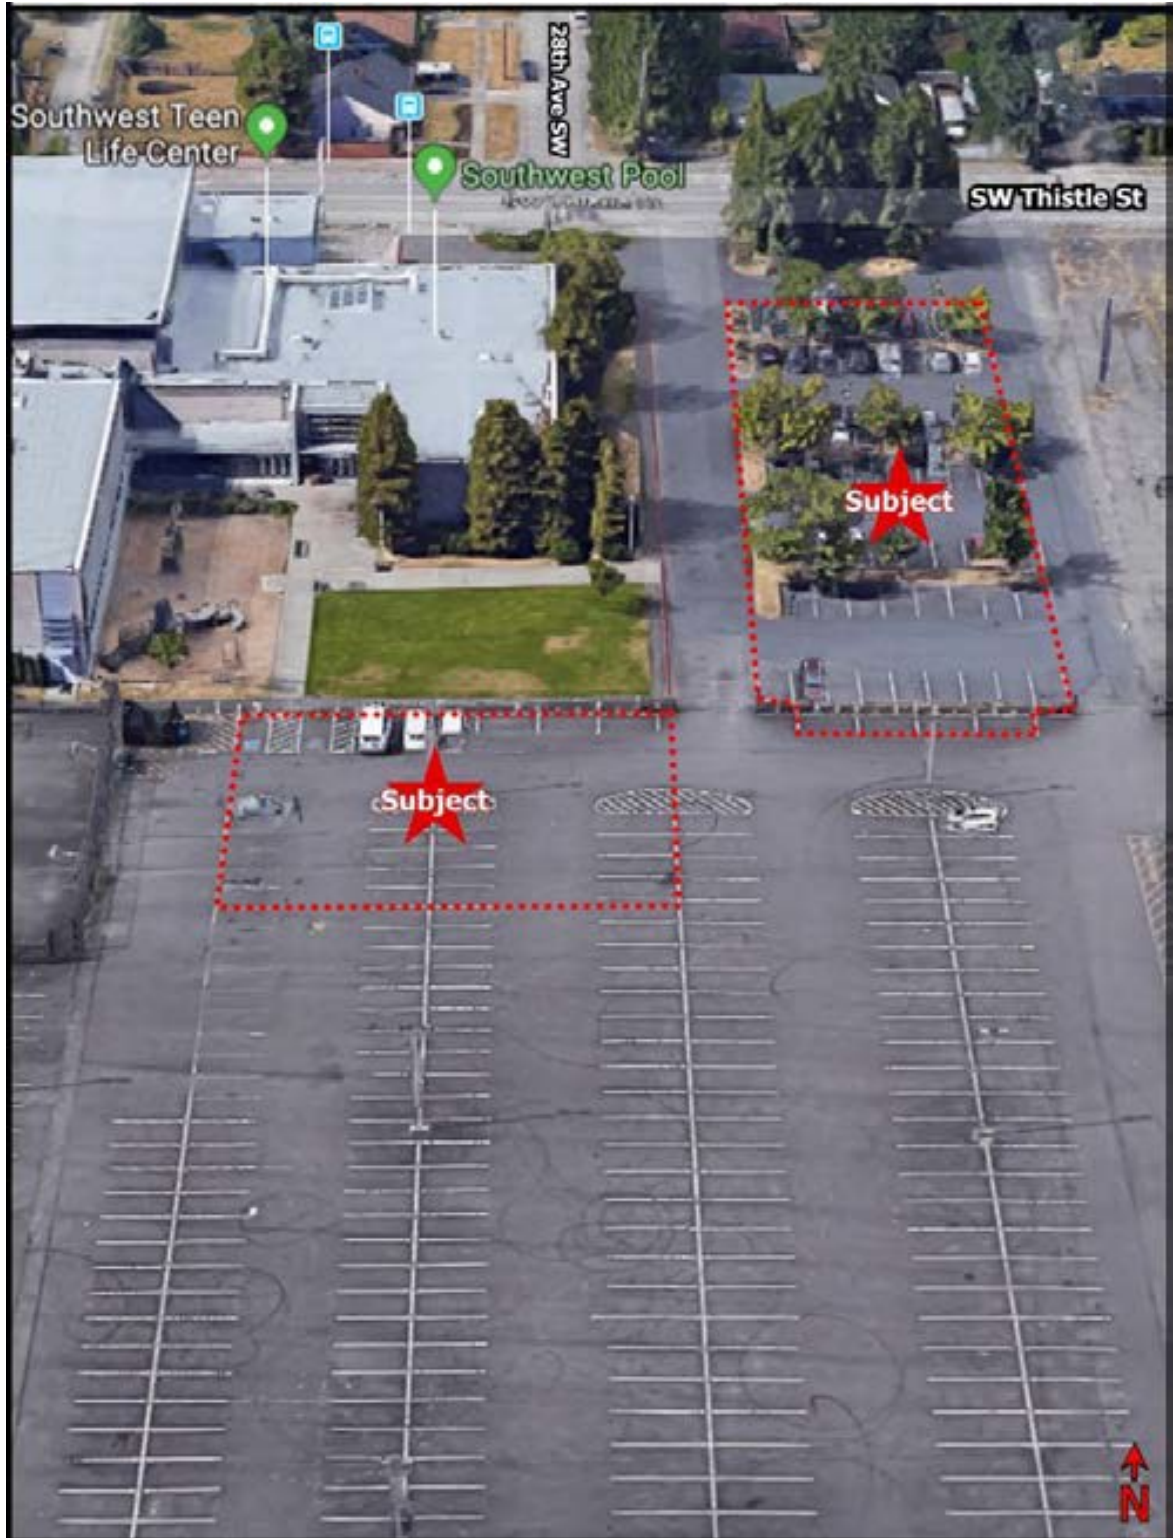 28th Ave SW
Southwest Teen
Life Center
Southwest Pool
SW Thistle St
Subject
Subject
N